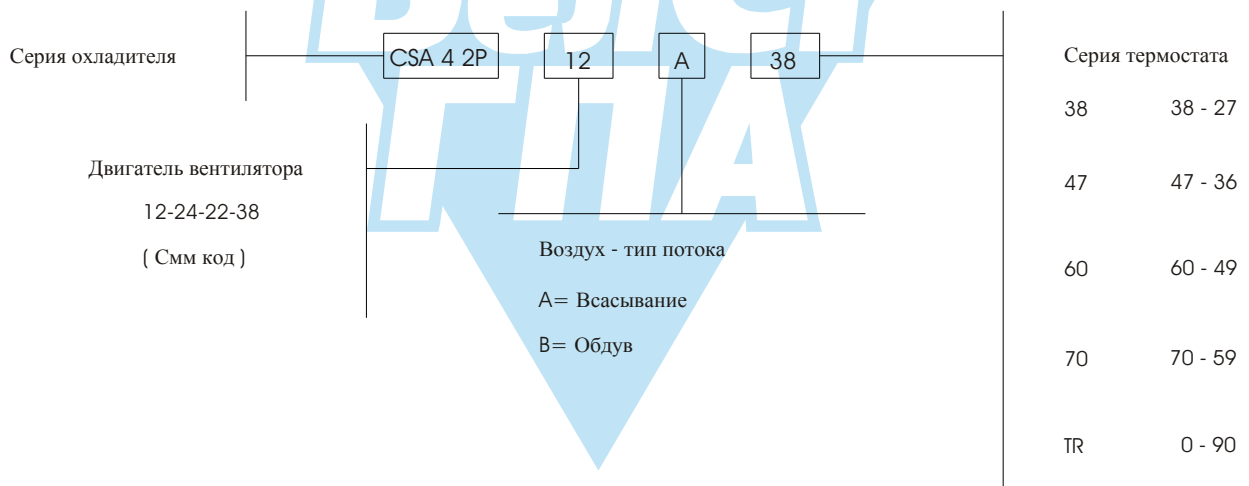 Серия охладителя
CSA 4 2P
12
A
38
Серия термостата
38 38 - 27
47 47 - 36
60 60 - 49
70 70 - 59
TR 0 - 90
Двигатель вентилятора
12-24-22-38
( Смм код )
Воздух - тип потока
A= Всасывание
B= Обдув
ГПА